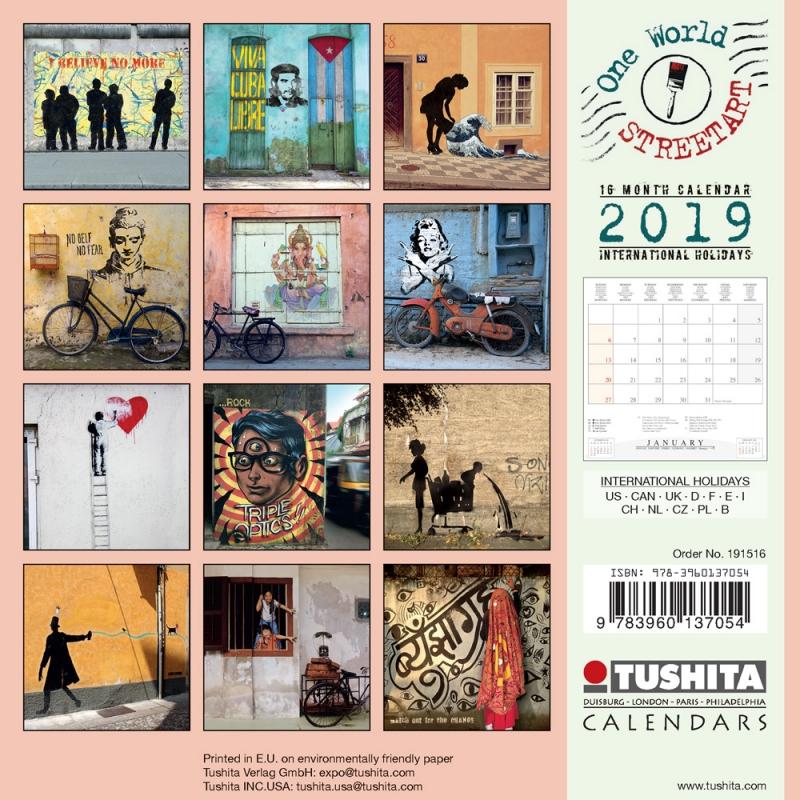 I BELIEVE NO MORE
VIVA
CUBA
LIBRE
58
30
NO SELF
NO FEAR
...ROCK
TRIPLE
OPTICS!
watch out for the CHANGE
One World
STREETART
16 MONTH CALENDAR
2019
INTERNATIONAL HOLIDAYS
1 2 3 4 5
6 7 8 9 10 11 12
13 14 15 16 17 18 19
20 21 22 23 24 25 26
27 28 29 30 31
JANUARY
INTERNATIONAL HOLIDAYS
US · CAN · UK · D · F · E · I
CH · NL · CZ · PL · B
Order No. 191516
ISBN: 978-3960137054
9 783960 137054
TUSHITA
DUISBURG - LONDON - PARIS - PHILADELPHIA
CALENDARS
Printed in E.U. on environmentally friendly paper
Tushita Verlag GmbH: expo@tushita.com
Tushita INC.USA: tushita.usa@tushita.com
www.tushita.com